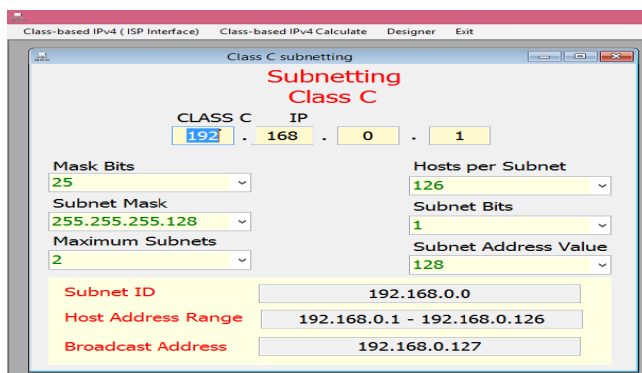 Class-based IPv4 ( ISP Interface) Class-based IPv4 Calculate Designer Exit
Class C subnetting
Subnetting
Class C
CLASS C IP
192 . 168 . 0 . 1
Mask Bits Hosts per Subnet
25 126
Subnet Mask Subnet Bits
255.255.255.128 1
Maximum Subnets Subnet Address Value
2 128
Subnet ID 192.168.0.0
Host Address Range 192.168.0.1 - 192.168.0.126
Broadcast Address 192.168.0.127